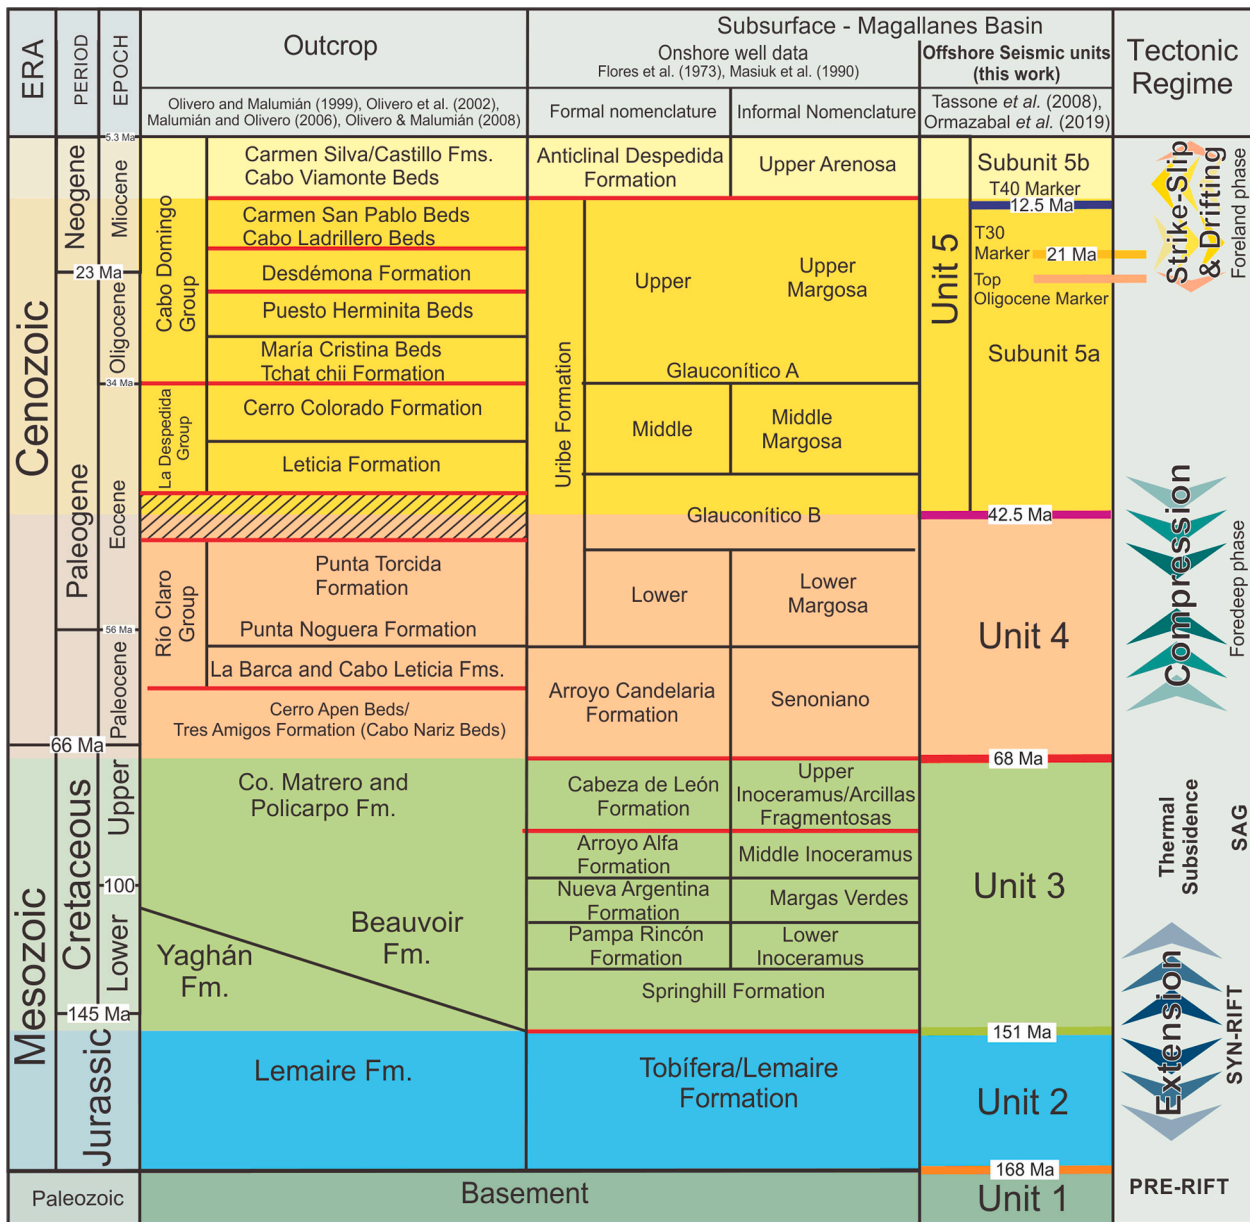 ERA
PERIOD
EPOCH
Outcrop
Olivero and Malumián (1999), Olivero et al. (2002),
Malumián and Olivero (2006), Olivero & Malumián (2008)
Subsurface - Magallanes Basin
Onshore well data
Flores et al. (1973), Masiuk et al. (1990)
Formal nomenclature
Informal Nomenclature
Offshore Seismic units
(this work)
Tassone et al. (2008),
Ormazabal et al. (2019)
Tectonic
Regime
Cenozoic
Mesozoic
Paleozoic
Neogene
Paleogene
Cretaceous
Jurassic
5.3 Ma
Miocene
23 Ma
Oligocene
34 Ma
Eocene
56 Ma
Paleocene
66 Ma
Upper
100
Lower
145 Ma
Cabo Domingo
Group
Carmen Silva/Castillo Fms.
Cabo Viamonte Beds
Carmen San Pablo Beds
Cabo Ladrillero Beds
Desdémona Formation
Puesto Herminita Beds
María Cristina Beds
Tchat chii Formation
La Despedida
Group
Cerro Colorado Formation
Leticia Formation
Río Claro
Group
Punta Torcida
Formation
Punta Noguera Formation
La Barca and Cabo Leticia Fms.
Cerro Apen Beds/
Tres Amigos Formation (Cabo Nariz Beds)
Co. Matrero and
Policarpo Fm.
Beauvoir
Fm.
Yaghán
Fm.
Lemaire Fm.
Basement
Anticlinal Despedida
Formation
Upper Arenosa
Uribe Formation
Upper
Upper
Margosa
Glauconítico A
Middle
Middle
Margosa
Glauconítico B
Lower
Lower
Margosa
Arroyo Candelaria
Formation
Senoniano
Cabeza de León
Formation
Upper
Inoceramus/Arcillas
Fragmentosas
Arroyo Alfa
Formation
Middle Inoceramus
Nueva Argentina
Formation
Margas Verdes
Pampa Rincón
Formation
Lower
Inoceramus
Springhill Formation
Tobífera/Lemaire
Formation
Unit 5
Subunit 5b
T40 Marker
12.5 Ma
T30
Marker
21 Ma
Top
Oligocene Marker
Subunit 5a
42.5 Ma
Unit 4
68 Ma
Unit 3
151 Ma
Unit 2
168 Ma
Unit 1
Strike-Slip
& Drifting
Foreland phase
Compression
Foredeep phase
Thermal
Subsidence
SAG
Extension
SYN-RIFT
PRE-RIFT